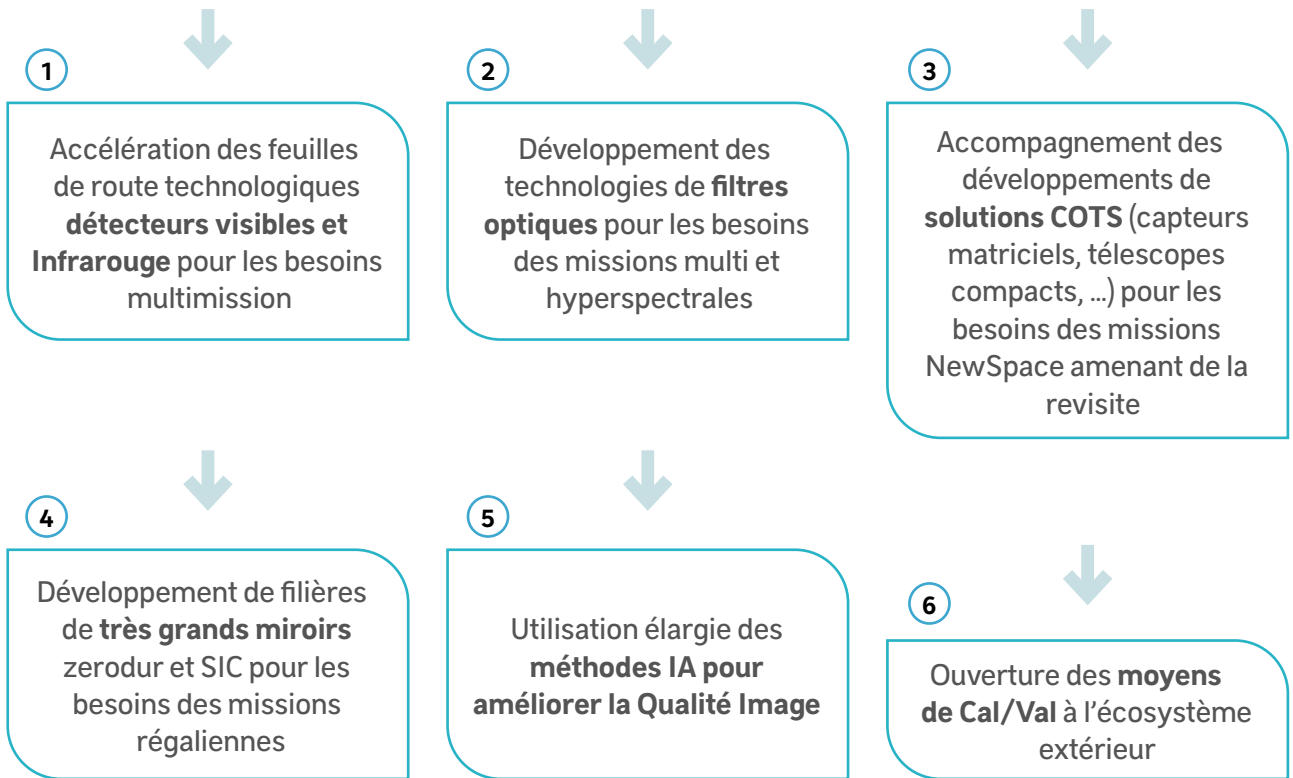 1
Accélération des feuilles
de route technologiques
détecteurs visibles et
Infrarouge pour les besoins
multimission
2
Développement des
technologies de filtres
optiques pour les besoins
des missions multi et
hyperspectrales
3
Accompagnement des
développements de
solutions COTS (capteurs
matriciels, télescopes
compacts, ...) pour les
besoins des missions
NewSpace amenant de la
revisite
4
Développement de filières
de très grands miroirs
zerodur et SIC pour les
besoins des missions
régaliennes
5
Utilisation élargie des
méthodes IA pour
améliorer la Qualité Image
6
Ouverture des moyens
de Cal/Val à l'écosystème
extérieur